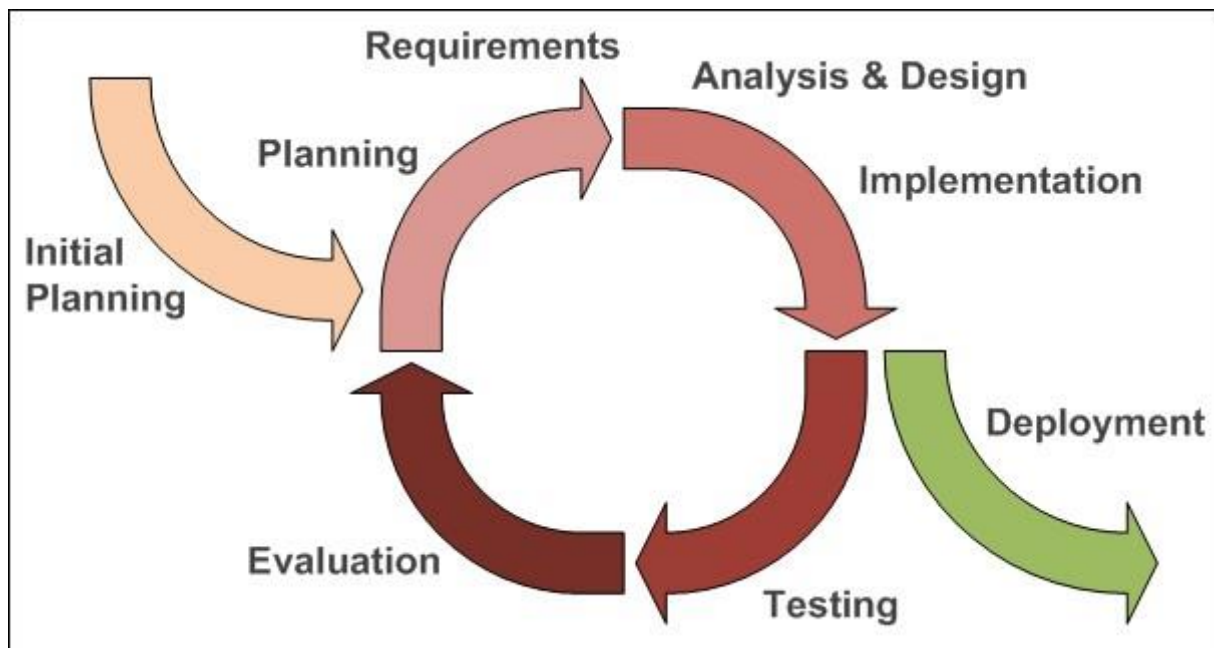 Requirements
Analysis & Design
Planning
Implementation
Initial
Planning
Deployment
Evaluation
Testing